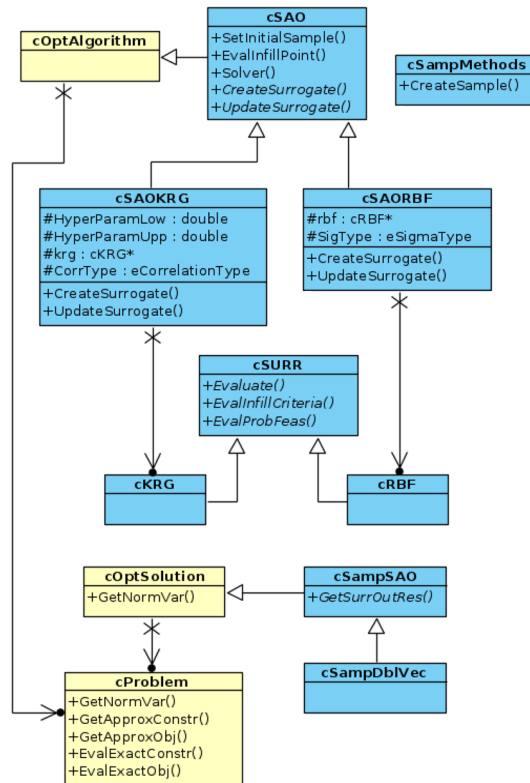 cOptAlgorithm
cSAO
+SetInitialSample()
+EvalInfillPoint()
+Solver()
+CreateSurrogate()
+UpdateSurrogate()
cSampMethods
+CreateSample()
cSAOKRG
#HyperParamLow : double
#HyperParamUpp : double
#krg : cKRG*
#CorrType : eCorrelationType
+CreateSurrogate()
+UpdateSurrogate()
cSAORBF
#rbf : cRBF*
#SigType : eSigmaType
+CreateSurrogate()
+UpdateSurrogate()
cSURR
+Evaluate()
+EvalInfillCriteria()
+EvalProbFeas()
cKRG
cRBF
cOptSolution
+GetNormVar()
cSampSAO
+GetSurrOutRes()
cSampDblVec
cProblem
+GetNormVar()
+GetApproxConstr()
+GetApproxObj()
+EvalExactConstr()
+EvalExactObj()